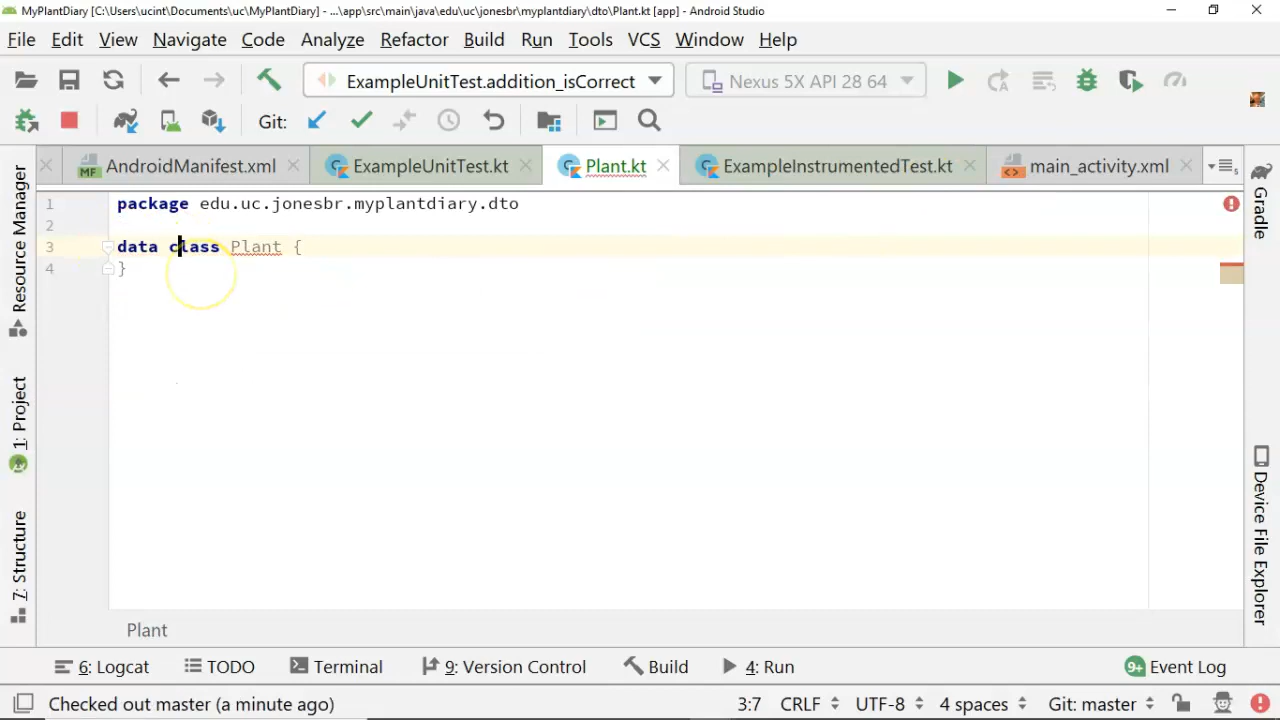 MyPlantDiary [C:\Users\ucint\Documents\uc\MyPlantDiary] - ...\app\src\main\java\edu\uc\jonesbr\myplantdiary\dto\Plant.kt [app] - Android Studio
File Edit View Navigate Code Analyze Refactor Build Run Tools VCS Window Help
ExampleUnitTest.addition_isCorrect Nexus 5X API 28 64
Git:
AndroidManifest.xml ExampleUnitTest.kt Plant.kt ExampleInstrumentedTest.kt main_activity.xml
MF
Resource Manager
1: Project
7: Structure
1 package edu.uc.jonesbr.myplantdiary.dto
2
3 data class Plant {
4 }
Gradle
Device File Explorer
Plant
6: Logcat TODO Terminal 9: Version Control Build 4: Run 9+ Event Log
Checked out master (a minute ago) 3:7 CRLF UTF-8 4 spaces Git: master